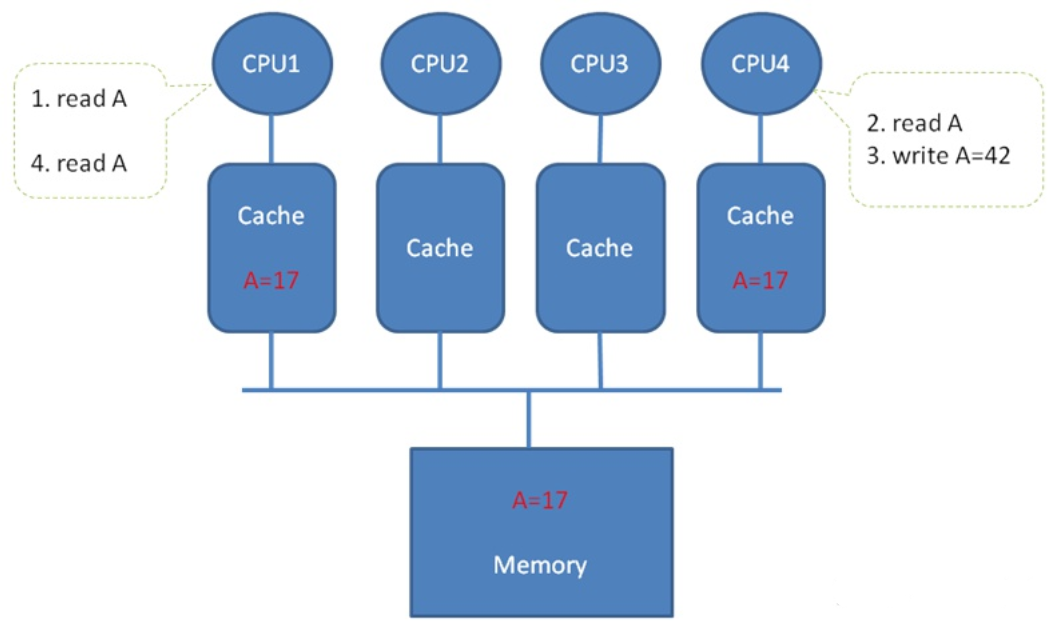 CPU1
CPU2
CPU3
CPU4
1. read A
4. read A
2. read A
3. write A=42
Cache
A=17
Cache
Cache
Cache
A=17
A=17
Memory